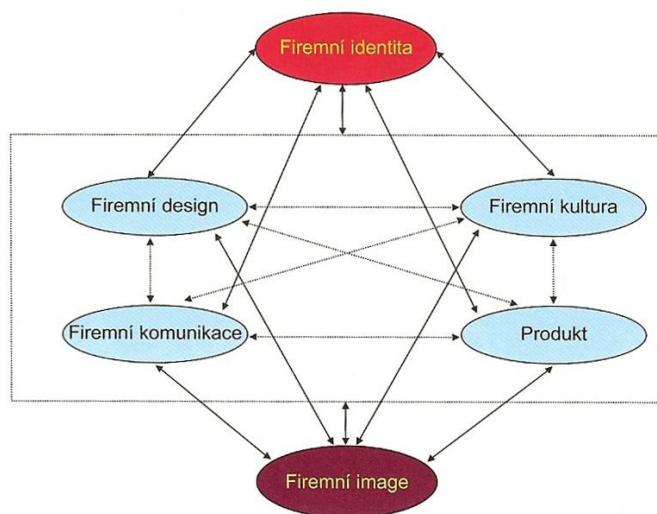 Firemní identita
Firemní design
Firemní kultura
Firemní komunikace
Produkt
Firemní image